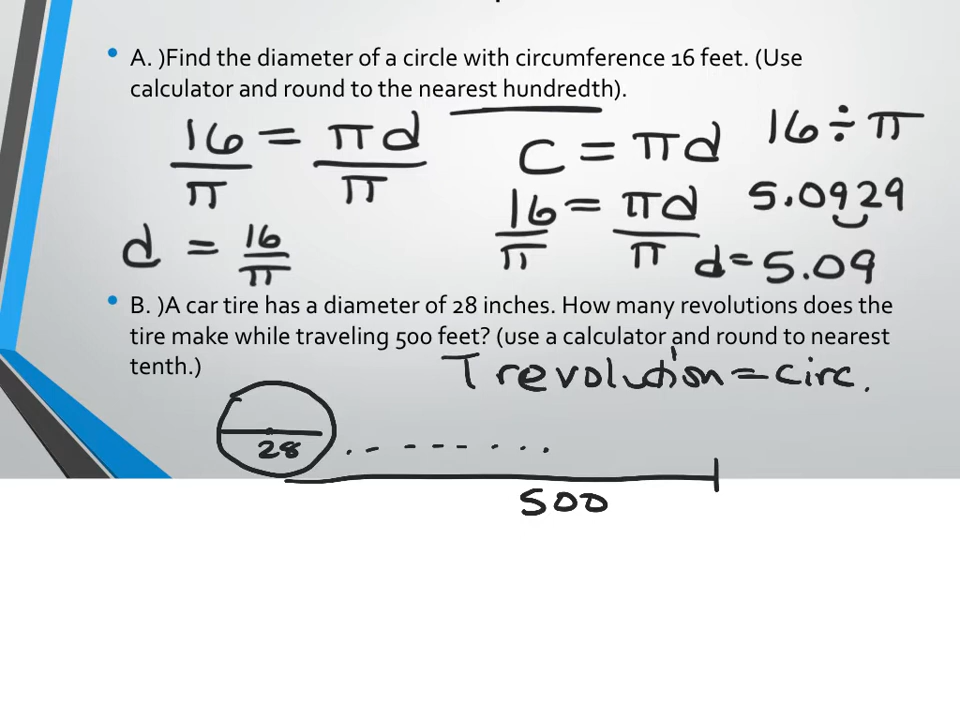 • A. )Find the diameter of a circle with circumference 16 feet. (Use
calculator and round to the nearest hundredth).
16/π = πd/π
d = 16/π
C = πd
16/π = πd/π
16 ÷ π
5.0929
d = 5.09
• B. )A car tire has a diameter of 28 inches. How many revolutions does the
tire make while traveling 500 feet? (use a calculator and round to nearest
tenth.)
1 revolution = circ.
28
500